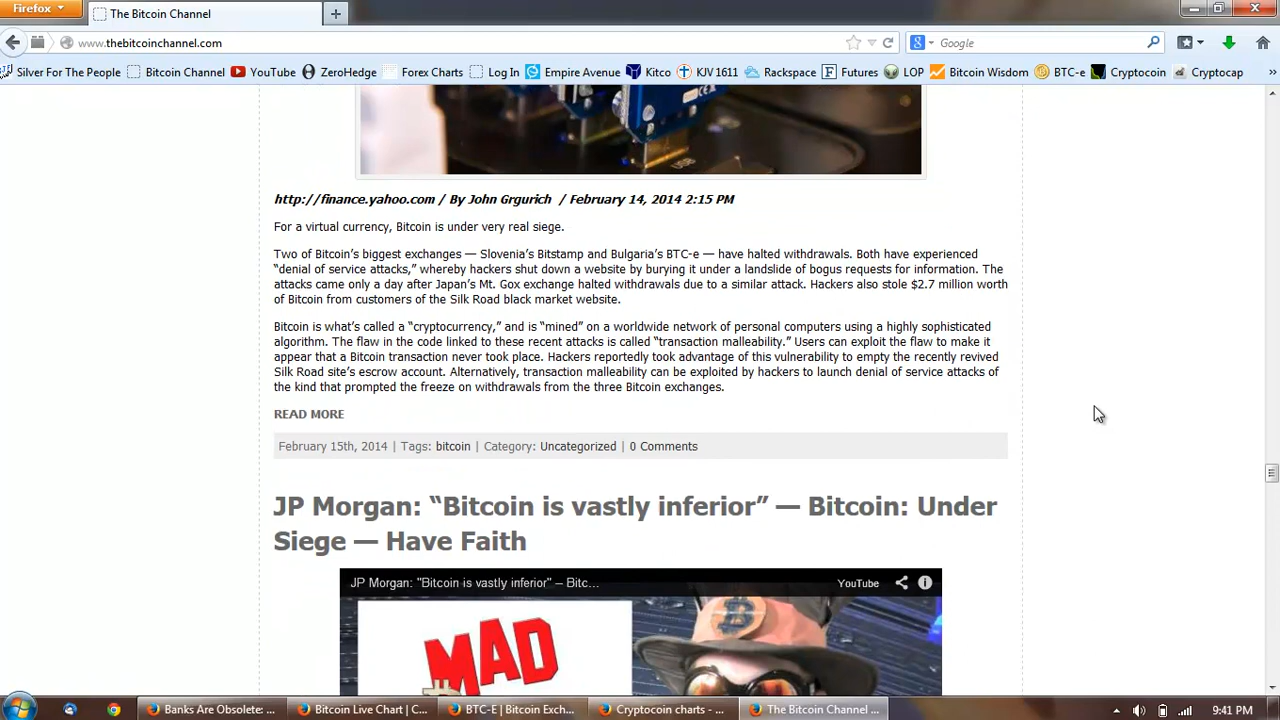 Firefox
The Bitcoin Channel
www.thebitcoinchannel.com
Google
Silver For The People Bitcoin Channel YouTube ZeroHedge Forex Charts Log In Empire Avenue Kitco KJV 1611 Rackspace Futures LOP Bitcoin Wisdom BTC-e Cryptocoin Cryptocap
USB
http://finance.yahoo.com / By John Grgurich / February 14, 2014 2:15 PM
For a virtual currency, Bitcoin is under very real siege.
Two of Bitcoin’s biggest exchanges — Slovenia’s Bitstamp and Bulgaria’s BTC-e — have halted withdrawals. Both have experienced
“denial of service attacks,” whereby hackers shut down a website by burying it under a landslide of bogus requests for information. The
attacks came only a day after Japan’s Mt. Gox exchange halted withdrawals due to a similar attack. Hackers also stole $2.7 million worth
of Bitcoin from customers of the Silk Road black market website.
Bitcoin is what’s called a “cryptocurrency,” and is “mined” on a worldwide network of personal computers using a highly sophisticated
algorithm. The flaw in the code linked to these recent attacks is called “transaction malleability.” Users can exploit the flaw to make it
appear that a Bitcoin transaction never took place. Hackers reportedly took advantage of this vulnerability to empty the recently revived
Silk Road site’s escrow account. Alternatively, transaction malleability can be exploited by hackers to launch denial of service attacks of
the kind that prompted the freeze on withdrawals from the three Bitcoin exchanges.
READ MORE
February 15th, 2014 | Tags: bitcoin | Category: Uncategorized | 0 Comments
JP Morgan: “Bitcoin is vastly inferior” — Bitcoin: Under
Siege — Have Faith
JP Morgan: "Bitcoin is vastly inferior" -- Bitc... YouTube
MAD
Banks Are Obsolete: ... Bitcoin Live Chart | C... BTC-E | Bitcoin Exch... Cryptocoin charts - ... The Bitcoin Channel ... 9:41 PM